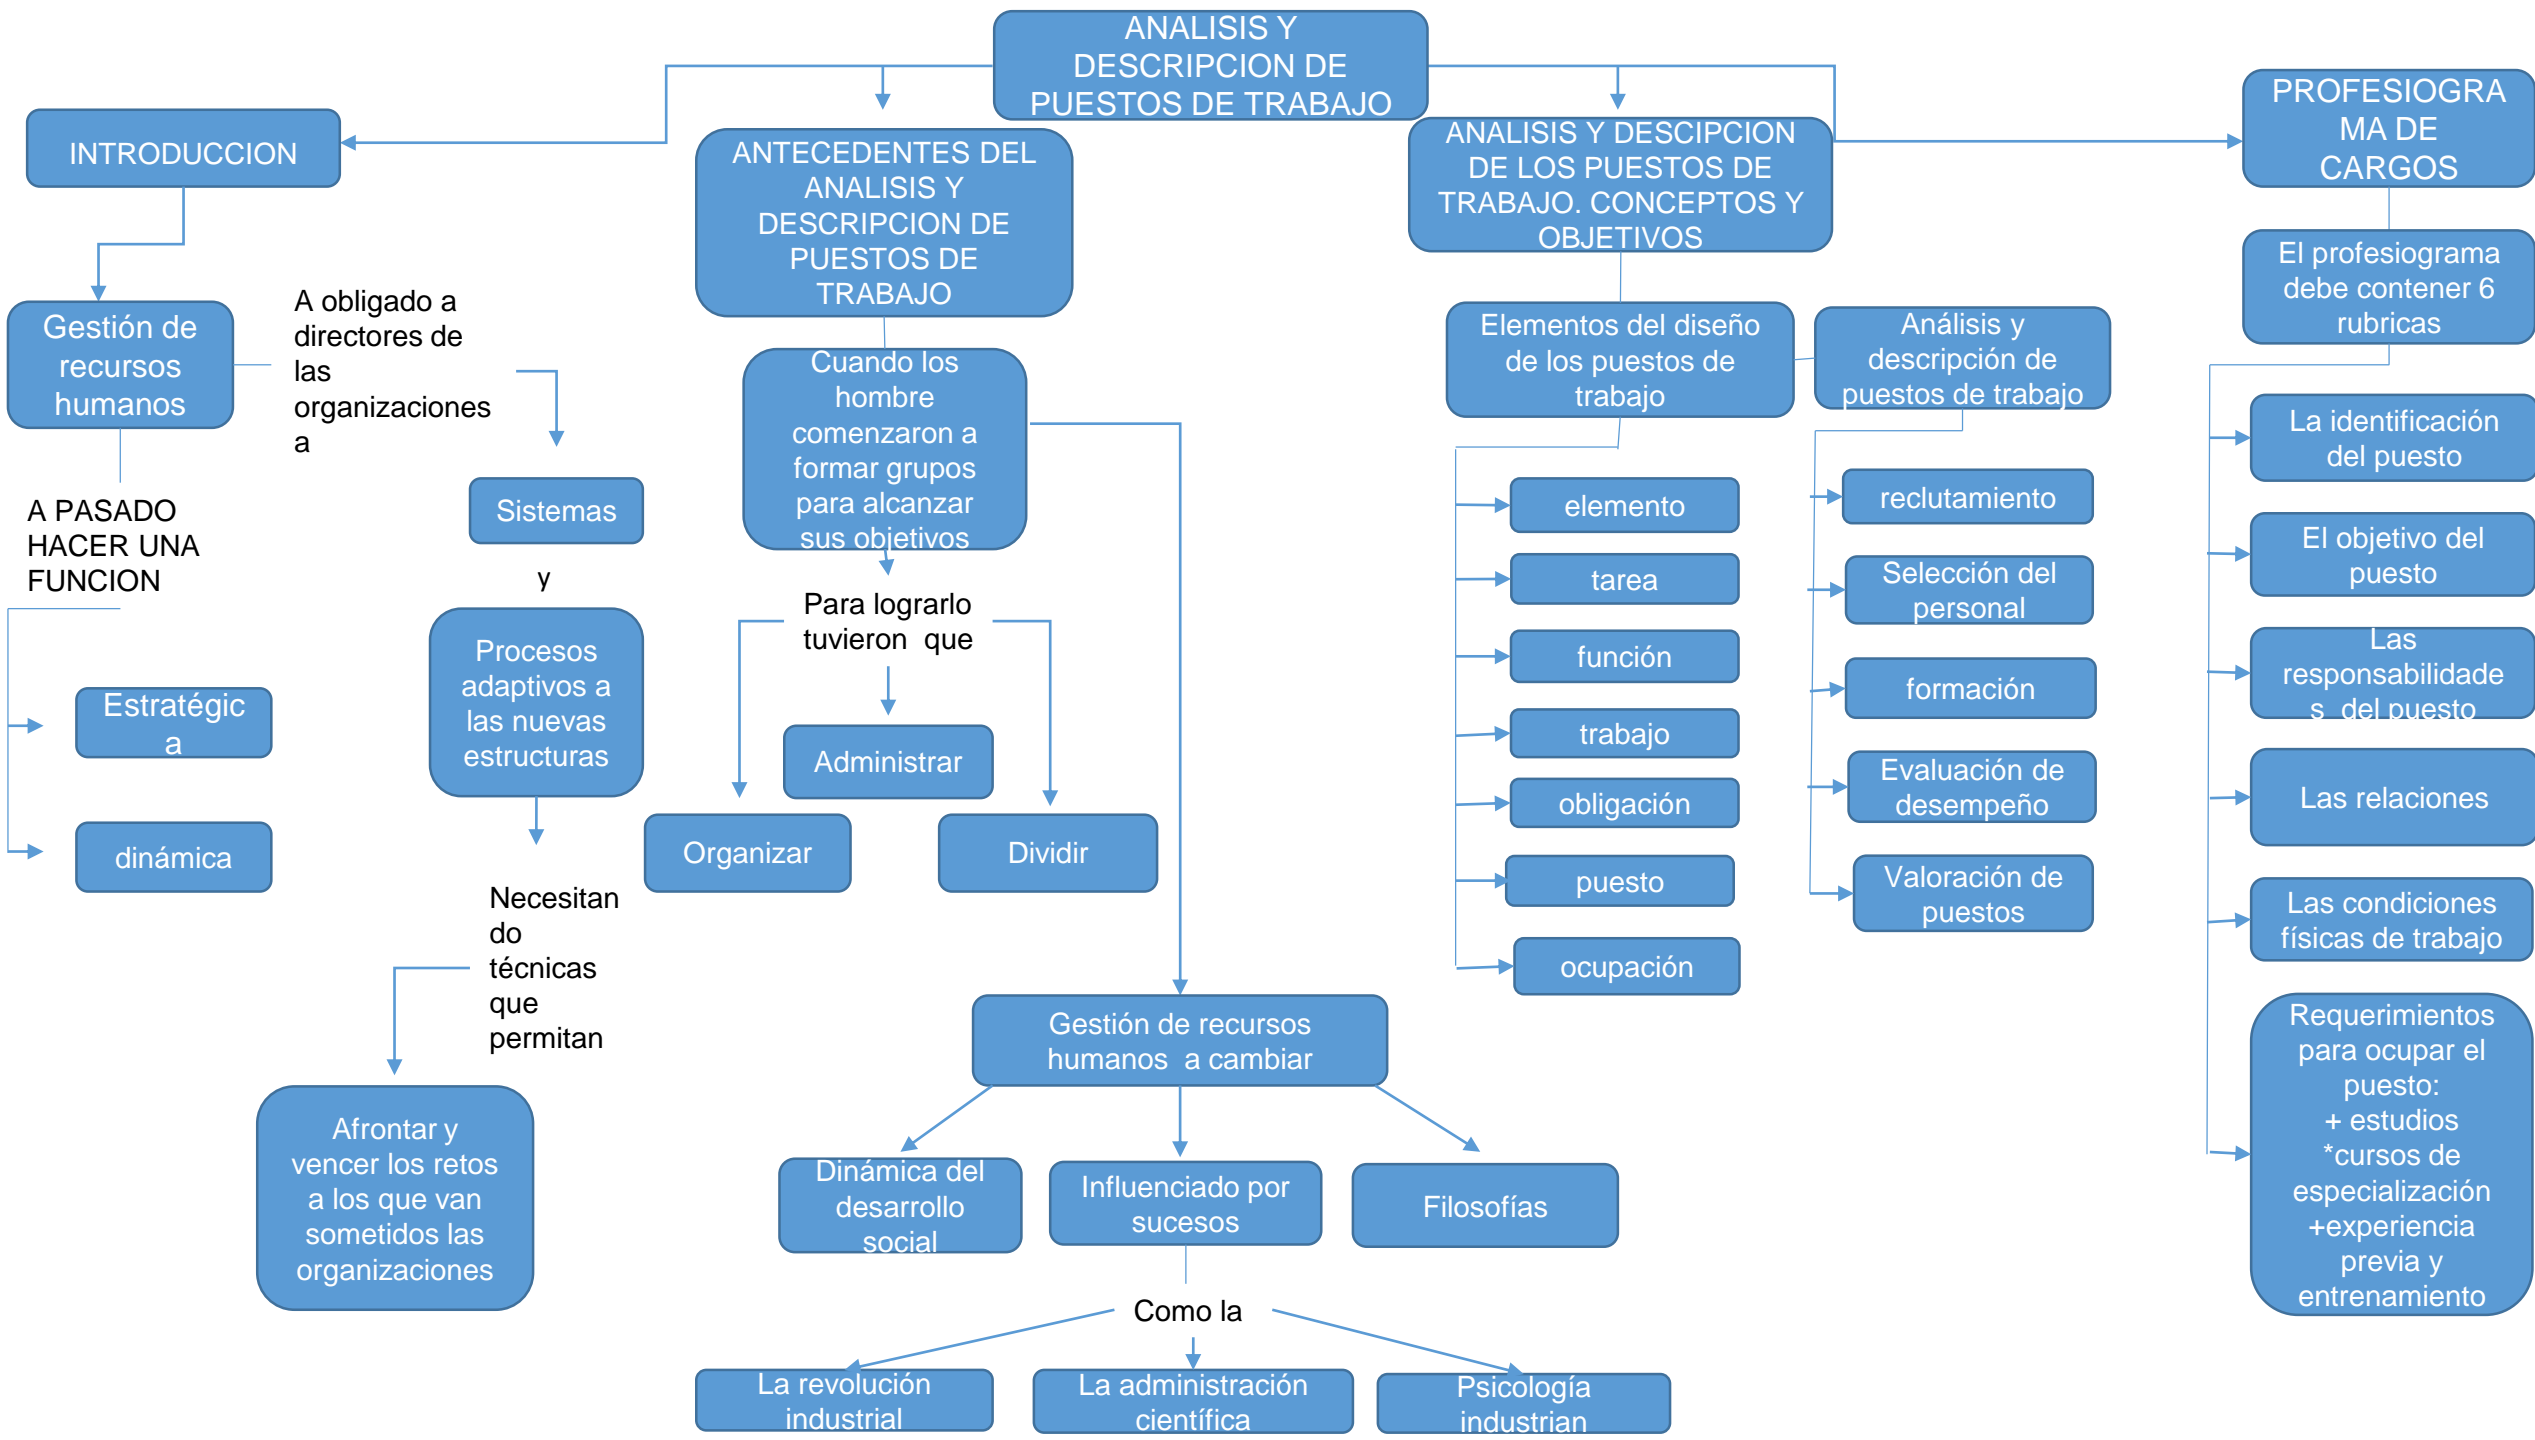 ANALISIS Y
DESCRIPCION DE
PUESTOS DE TRABAJO
INTRODUCCION
Gestión de
recursos
humanos
A obligado a
directores de
las
organizaciones
a
A PASADO
HACER UNA
FUNCION
Estratégic
a
dinámica
Sistemas
y
Procesos
adaptivos a
las nuevas
estructuras
Necesitan
do
técnicas
que
permitan
Afrontar y
vencer los retos
a los que van
sometidos las
organizaciones
ANTECEDENTES DEL
ANALISIS Y
DESCRIPCION DE
PUESTOS DE
TRABAJO
Cuando los
hombre
comenzaron a
formar grupos
para alcanzar
sus objetivos
Para lograrlo
tuvieron que
Administrar
Organizar
Dividir
Gestión de recursos
humanos a cambiar
Dinámica del
desarrollo
social
Influenciado por
sucesos
Filosofías
Como la
La revolución
industrial
La administración
científica
Psicología
industrian
ANALISIS Y DESCIPCION
DE LOS PUESTOS DE
TRABAJO. CONCEPTOS Y
OBJETIVOS
Elementos del diseño
de los puestos de
trabajo
elemento
tarea
función
trabajo
obligación
puesto
ocupación
Análisis y
descripción de
puestos de trabajo
reclutamiento
Selección del
personal
formación
Evaluación de
desempeño
Valoración de
puestos
PROFESIOGRA
MA DE
CARGOS
El profesiograma
debe contener 6
rubricas
La identificación
del puesto
El objetivo del
puesto
Las
responsabilidade
s del puesto
Las relaciones
Las condiciones
físicas de trabajo
Requerimientos
para ocupar el
puesto:
+ estudios
*cursos de
especialización
+experiencia
previa y
entrenamiento